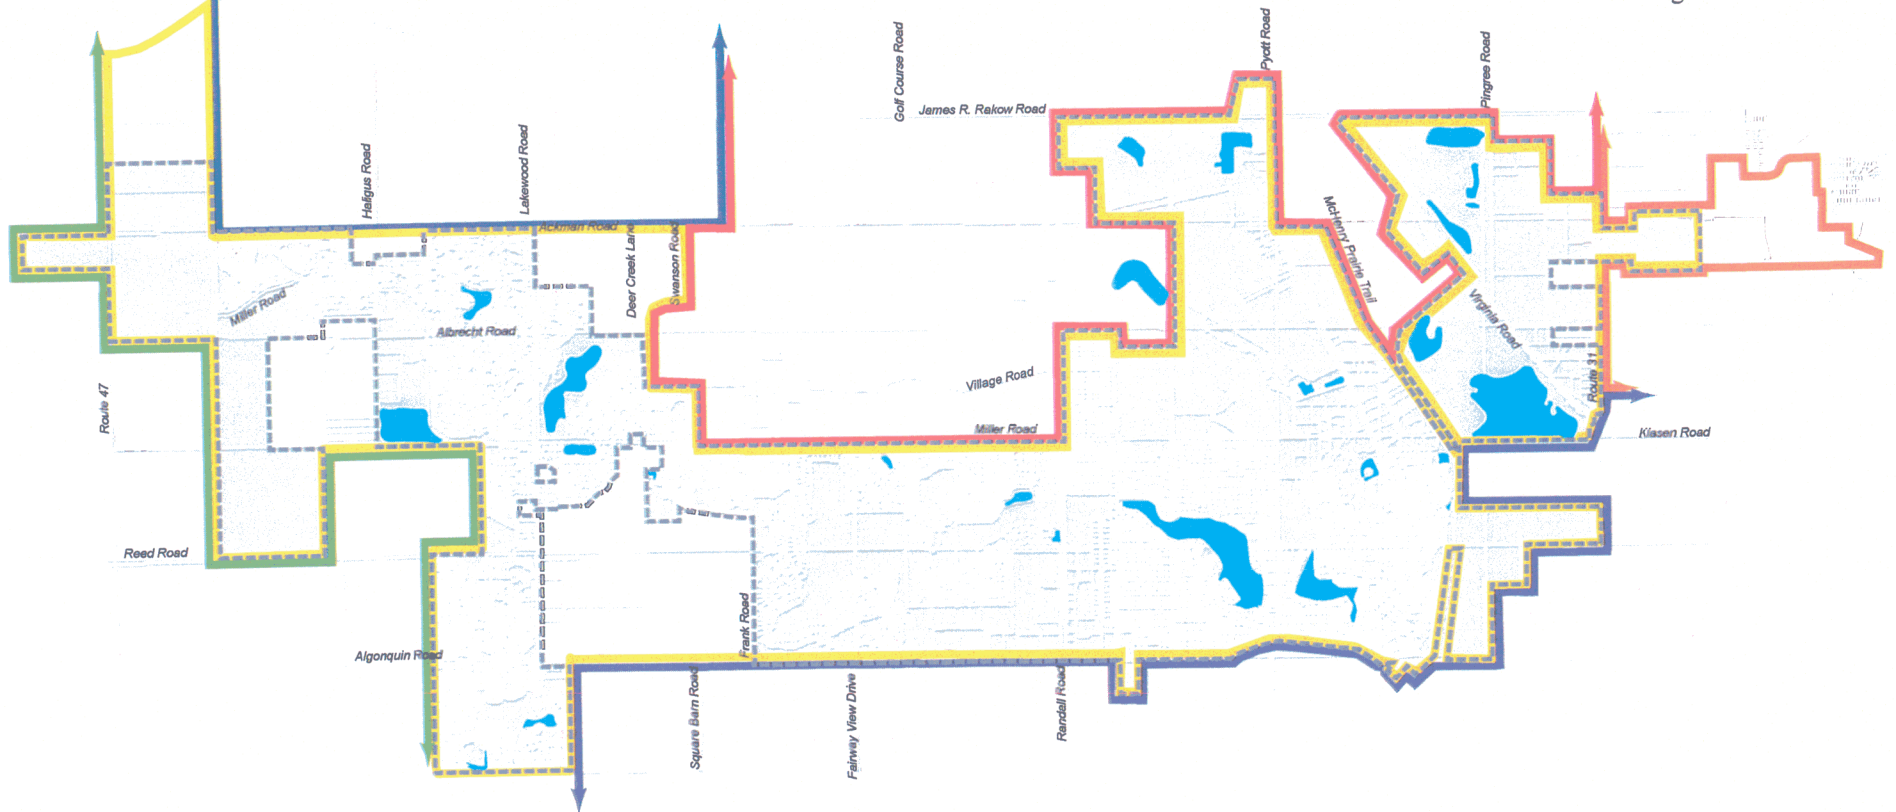 Pyott Road
Golf Course Road
Pingree Road
James R. Rakow Road
Haligus Road
Lakewood Road
Ackman Road
Deer Creek Lane
Swanson Road
McHenry Prairie Trail
Miller Road
Albrecht Road
Virginia Road
Route 31
Village Road
Route 47
Miller Road
Klasen Road
Reed Road
Frank Road
Algonquin Road
Square Barn Road
Fairway View Drive
Randall Road